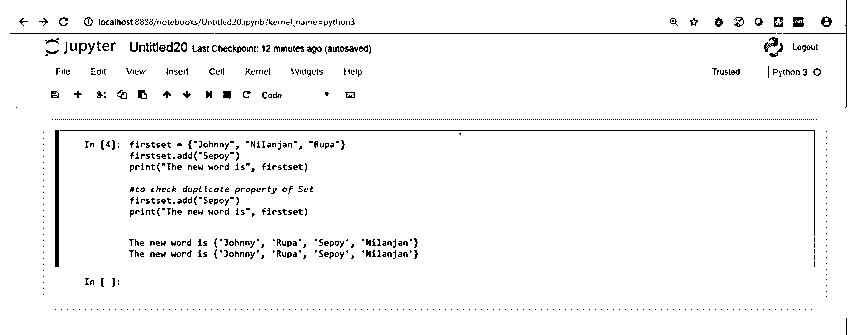 localhost:8888/notebooks/Untitled20.ipynb?kernel_name=python3
jupyter Untitled20 Last Checkpoint: 12 minutes ago (autosaved)
Logout
File Edit View Insert Cell Kernel Widgets Help
Trusted
Python 3
Code
In [4]: firstset = {"Johnny", "Nilanjan", "Rupa"}
firstset.add("Sepoy")
print("The new word is", firstset)
#to check duplicate property of Set
firstset.add("Sepoy")
print("The new word is", firstset)
The new word is {'Johnny', 'Rupa', 'Sepoy', 'Nilanjan'}
The new word is {'Johnny', 'Rupa', 'Sepoy', 'Nilanjan'}
In [ ]: